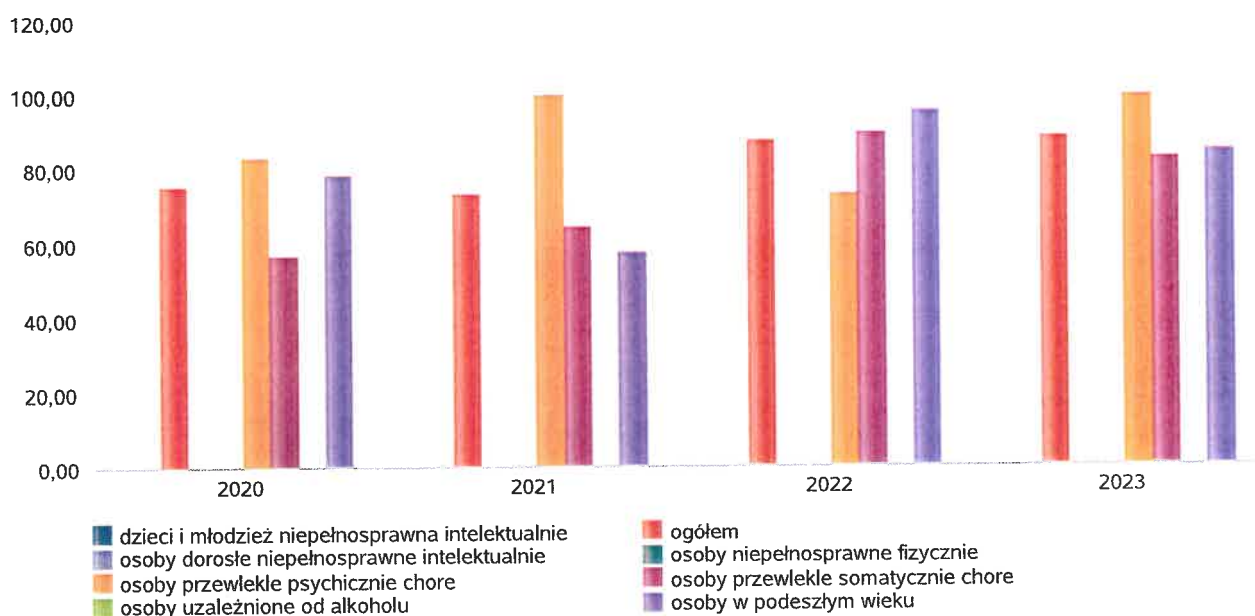 120,00
100,00
80,00
60,00
40,00
20,00
0,00
2020
2021
2022
2023
dzieci i młodzież niepełnosprawna intelektualnie
osoby dorosłe niepełnosprawne intelektualnie
osoby przewlekle psychicznie chore
osoby uzależnione od alkoholu
ogółem
osoby niepełnosprawne fizycznie
osoby przewlekle somatycznie chore
osoby w podeszłym wieku